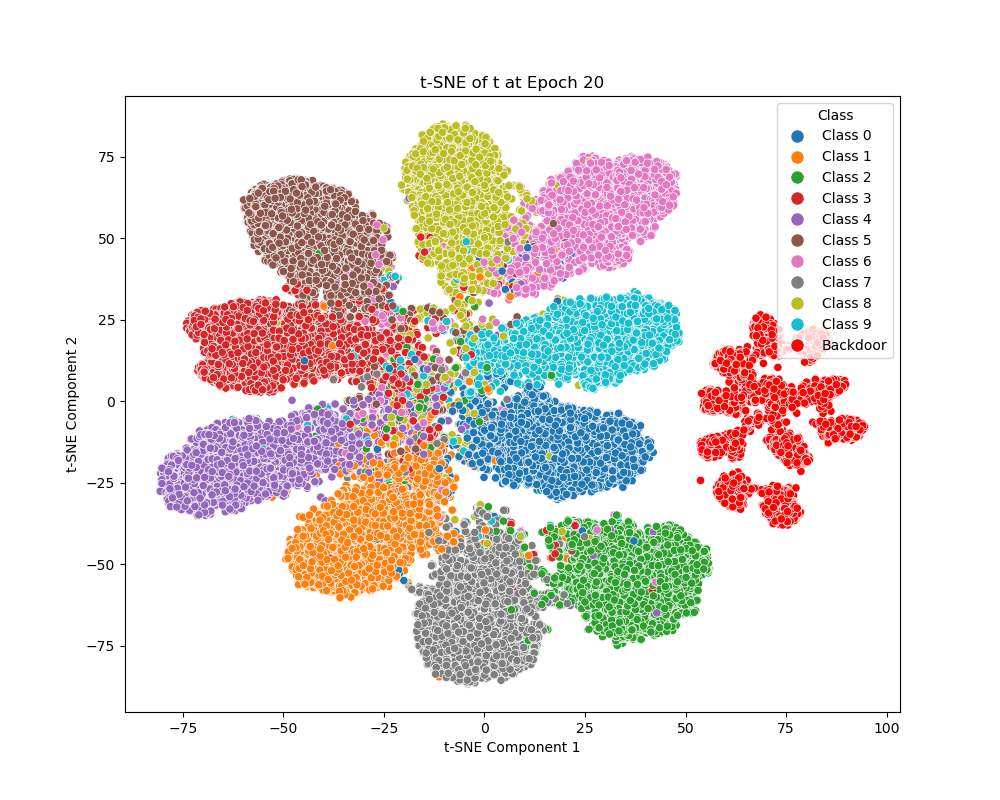 t-SNE of t at Epoch 20
Class
Class 0
Class 1
Class 2
Class 3
Class 4
Class 5
Class 6
Class 7
Class 8
Class 9
Backdoor
75
50
25
0
−25
−50
−75
t-SNE Component 2
−75
−50
−25
0
25
50
75
100
t-SNE Component 1